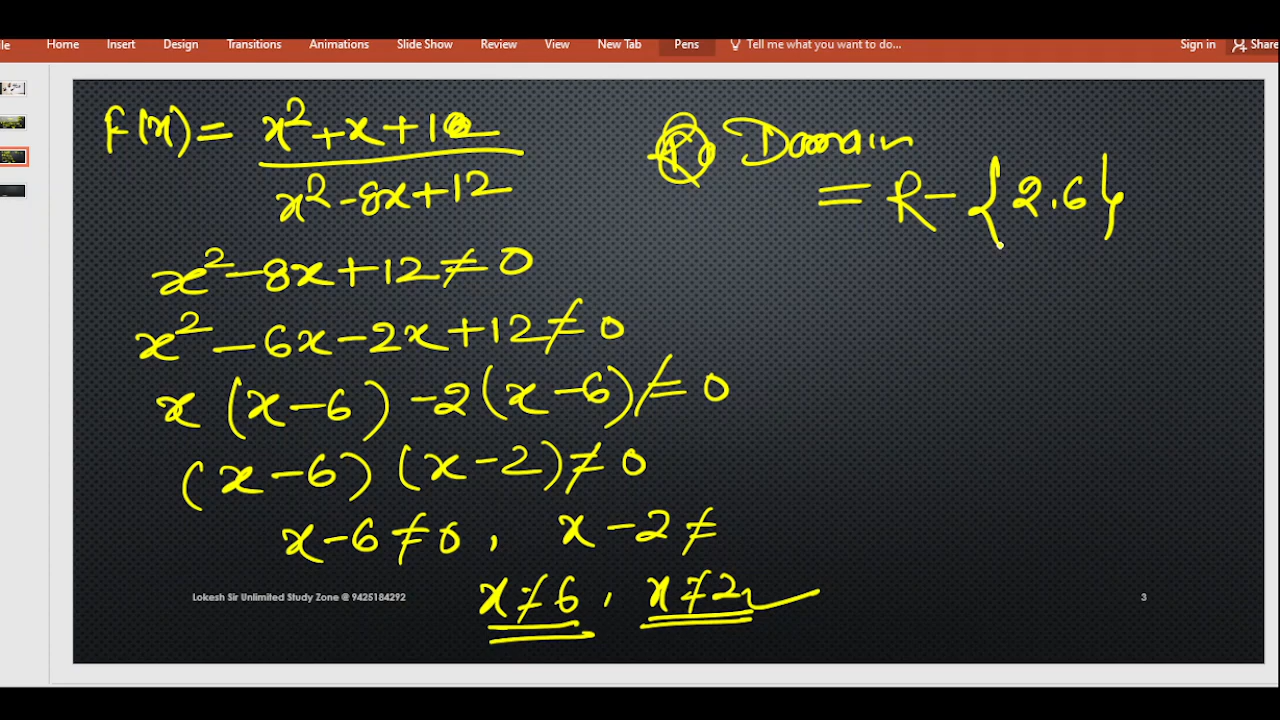 File Home Insert Design Transitions Animations Slide Show Review View New Tab Pens Tell me what you want to do... Sign in Share
F(x) = x²+x+1
x²-8x+12
Domain
= R-{2.6}
x²-8x+12≠0
x²-6x-2x+12≠0
x(x-6)-2(x-6)≠0
(x-6)(x-2)≠0
x-6≠0, x-2≠
x≠6, x≠2
Lokesh Sir Unlimited Study Zone @ 9425184292
3